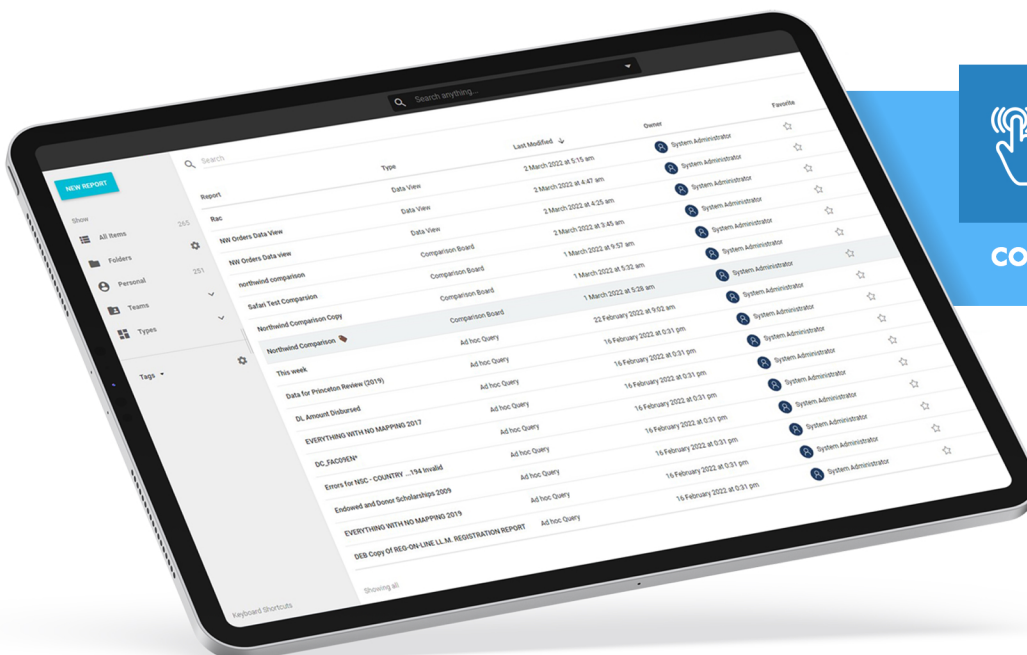 Search anything...
NEW REPORT
Show
All Items 265
Folders
Personal 251
Teams
Types
Tags
Keyboard Shortcuts
Search
Report Type Last Modified Owner Favorite
Rac Data View 2 March 2022 at 5:15 am System Administrator
NW Orders Data View Data View 2 March 2022 at 4:47 am System Administrator
NW Orders Data view Data View 2 March 2022 at 4:25 am System Administrator
northwind comparison Comparison Board 2 March 2022 at 3:45 am System Administrator
Safari Test Comparsion Comparison Board 1 March 2022 at 9:57 am System Administrator
Northwind Comparison Copy Comparison Board 1 March 2022 at 5:32 am System Administrator
Northwind Comparison Comparison Board 1 March 2022 at 5:28 am System Administrator
This week Ad hoc Query 22 February 2022 at 9:02 am System Administrator
Data for Princeton Review (2019) Ad hoc Query 16 February 2022 at 0:31 pm System Administrator
DL Amount Disbursed Ad hoc Query 16 February 2022 at 0:31 pm System Administrator
EVERYTHING WITH NO MAPPING 2017 Ad hoc Query 16 February 2022 at 0:31 pm System Administrator
DC_FAC09EN* Ad hoc Query 16 February 2022 at 0:31 pm System Administrator
Errors for NSC - COUNTRY ...194 Invalid Ad hoc Query 16 February 2022 at 0:31 pm System Administrator
Endowed and Donor Scholarships 2009 Ad hoc Query 16 February 2022 at 0:31 pm System Administrator
EVERYTHING WITH NO MAPPING 2019 Ad hoc Query 16 February 2022 at 0:31 pm System Administrator
DEB Copy Of REG-ON-LINE LL.M. REGISTRATION REPORT Ad hoc Query 16 February 2022 at 0:31 pm System Administrator
Showing all